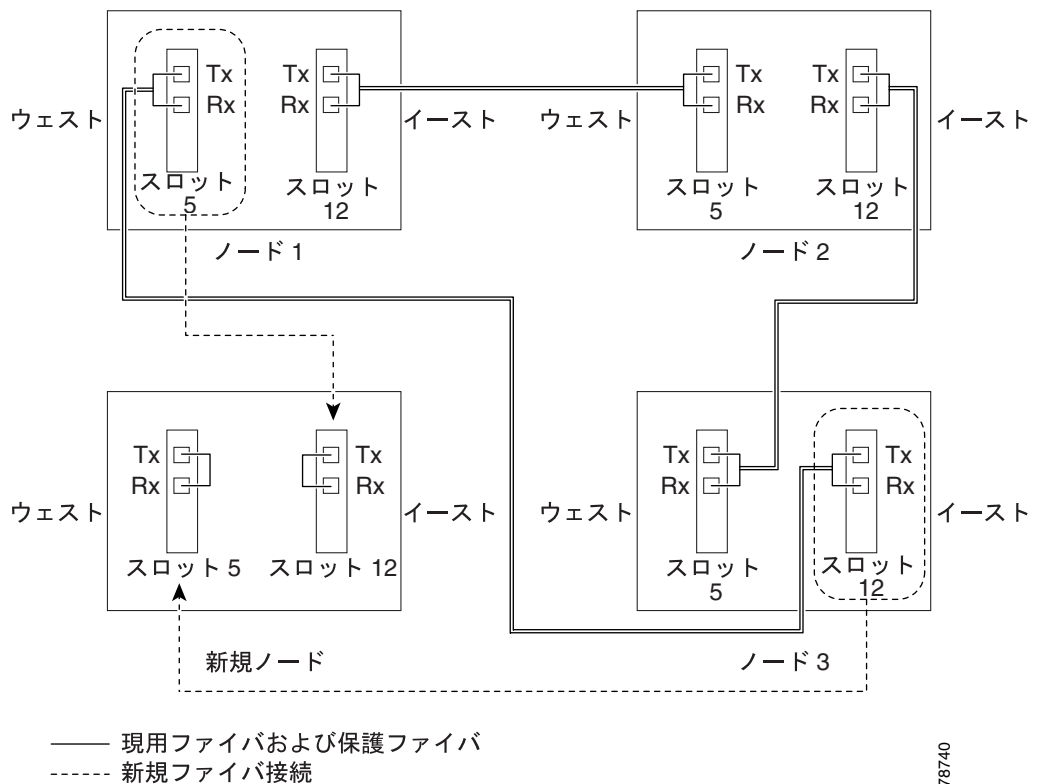 Tx
Rx
Tx
Rx
Tx
Rx
Tx
Rx
ウェスト
イースト
ウェスト
イースト
スロット
5
スロット
12
スロット
5
スロット
12
ノード 1
ノード 2
Tx
Rx
Tx
Rx
Tx
Rx
Tx
Rx
ウェスト
イースト
ウェスト
イースト
スロット 5
スロット 12
スロット
5
スロット
12
新規ノード
ノード 3
現用ファイバおよび保護ファイバ
新規ファイバ接続
78740